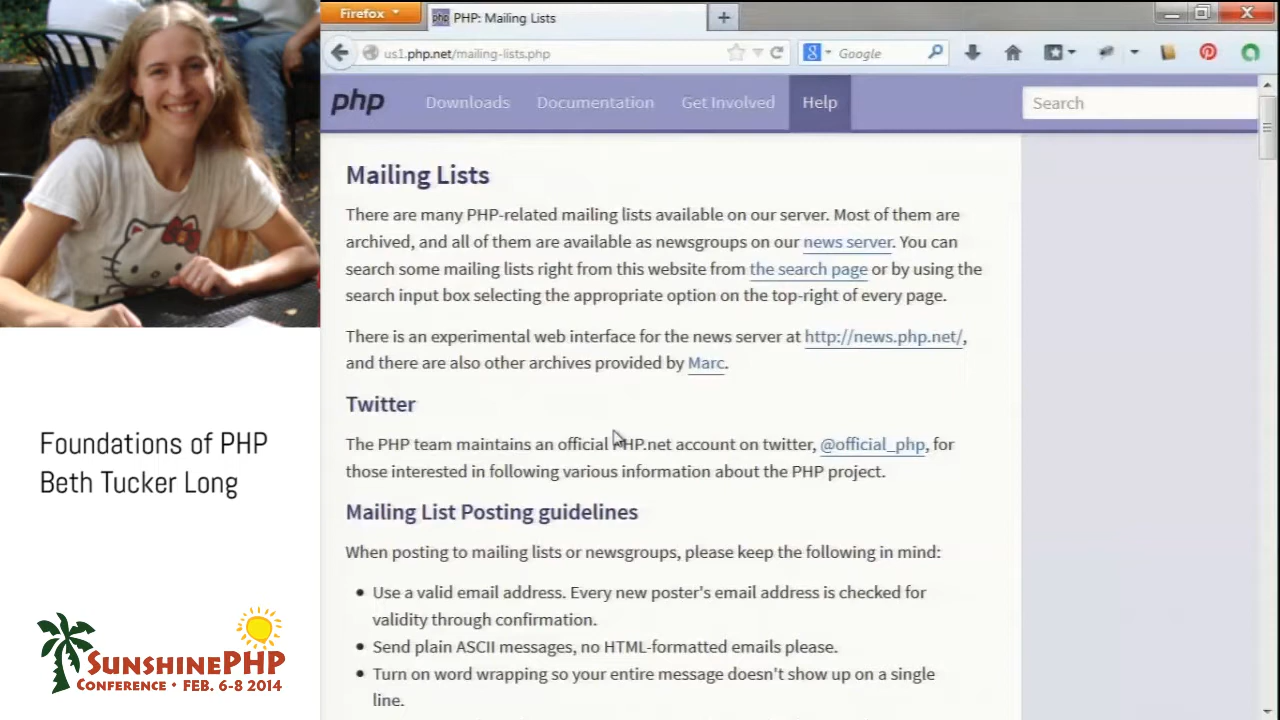 Firefox
php PHP: Mailing Lists
us1.php.net/mailing-lists.php
Google
php
Downloads
Documentation
Get Involved
Help
Search
Mailing Lists
There are many PHP-related mailing lists available on our server. Most of them are
archived, and all of them are available as newsgroups on our news server. You can
search some mailing lists right from this website from the search page or by using the
search input box selecting the appropriate option on the top-right of every page.
There is an experimental web interface for the news server at http://news.php.net/,
and there are also other archives provided by Marc.
Twitter
The PHP team maintains an official PHP.net account on twitter, @official_php, for
those interested in following various information about the PHP project.
Mailing List Posting guidelines
When posting to mailing lists or newsgroups, please keep the following in mind:
• Use a valid email address. Every new poster's email address is checked for
validity through confirmation.
• Send plain ASCII messages, no HTML-formatted emails please.
• Turn on word wrapping so your entire message doesn't show up on a single
line.
Foundations of PHP
Beth Tucker Long
SUNSHINEPHP
CONFERENCE • FEB. 6-8 2014